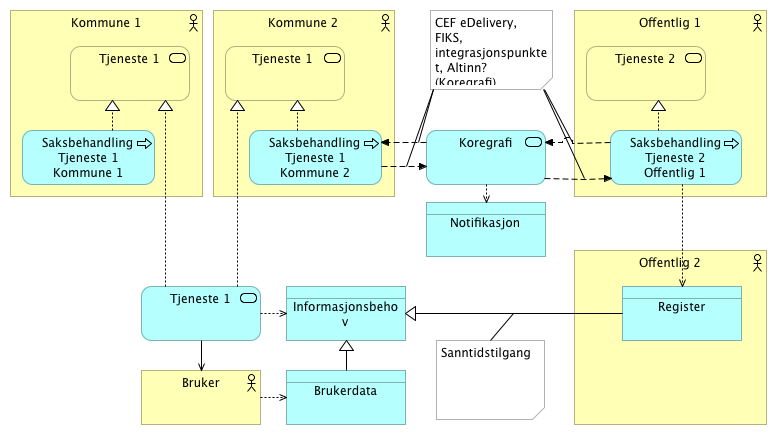 Kommune 1
Kommune 2
CEF eDelivery,
FIKS,
integrasjonspunkte
t, Altinn?
(Koregrafi)
Offentlig 1
Tjeneste 1
Tjeneste 1
Tjeneste 2
Saksbehandling
Tjeneste 1
Kommune 1
Saksbehandling
Tjeneste 1
Kommune 2
Koregrafi
Saksbehandling
Tjeneste 2
Offentlig 1
Notifikasjon
Offentlig 2
Tjeneste 1
Informasjonsbeho
v
Register
Sanntidstilgang
Bruker
Brukerdata